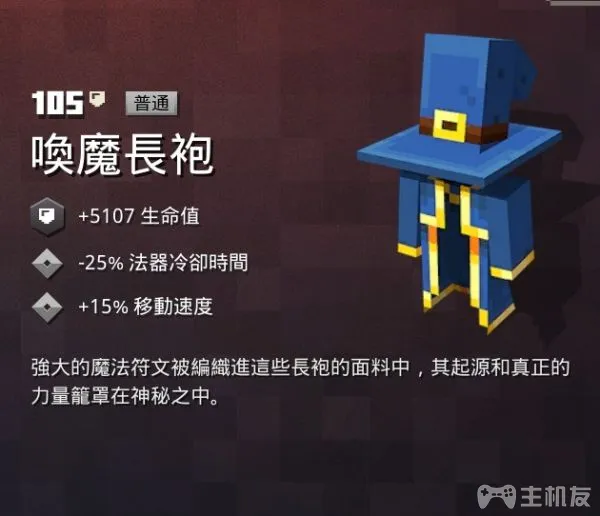 105 普通
喚魔長袍
+5107 生命值
-25% 法器冷卻時間
+15% 移動速度
強大的魔法符文被編織進這些長袍的面料中，其起源和真正的
力量籠罩在神秘之中。
主机友